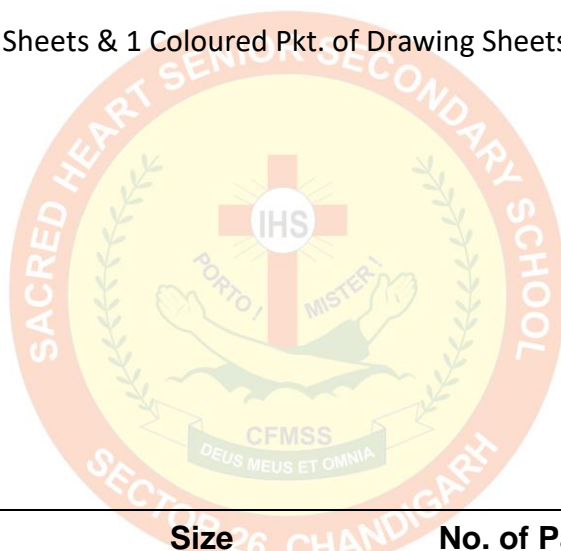 Sheets & 1 Coloured Pkt. of Drawing Sheets
SACRED HEART SENIOR SECONDARY SCHOOL
IHS
PORTO! MISTER!
CFMSS
DEUS MEUS ET OMNIA
SECTOR 26, CHANDIGARH
Size No. of Pa